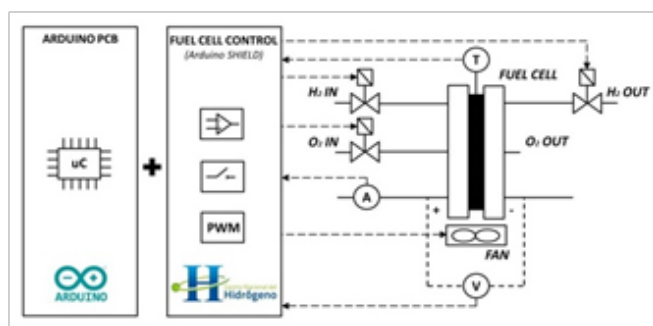 ARDUINO PCB
uC
ARDUINO
+
FUEL CELL CONTROL
(Arduino SHIELD)
PWM
H
Hidrógeno
T
FUEL CELL
H₂ IN
H₂ OUT
O₂ IN
O₂ OUT
A
+
-
FAN
V